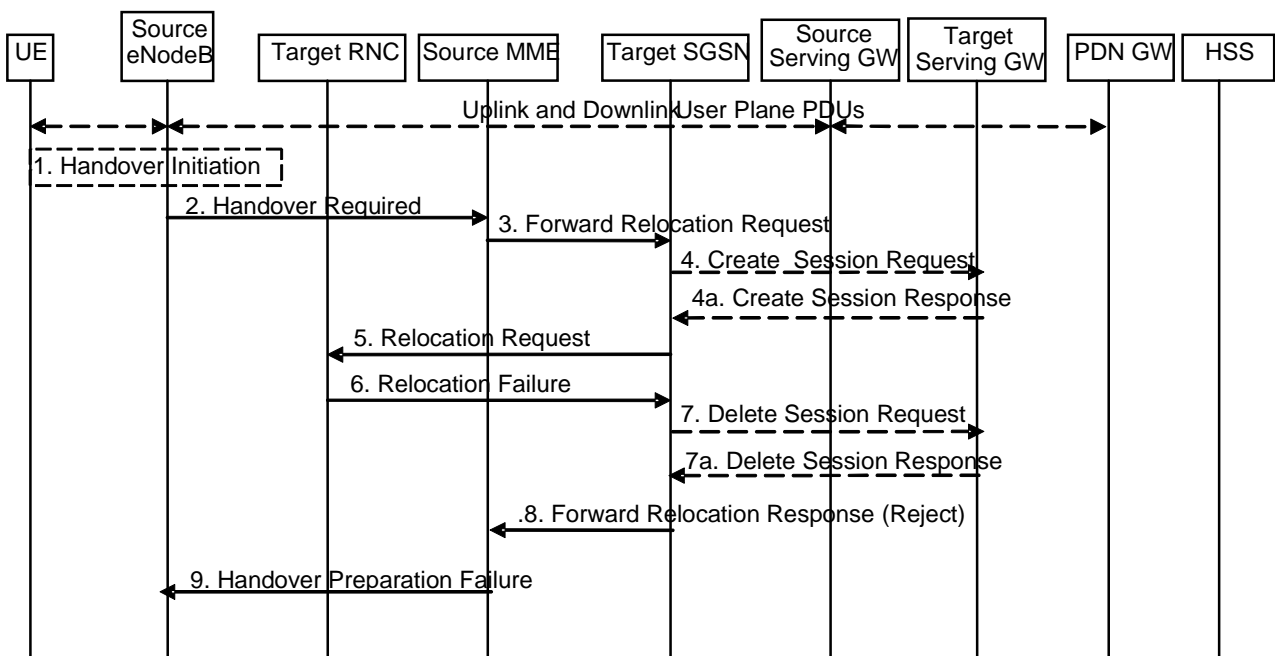 UE
Source
eNodeB
Target RNC
Source MME
Target SGSN
Source
Serving GW
Target
Serving GW
PDN GW
HSS
Uplink and Downlink User Plane PDUs
1. Handover Initiation
2. Handover Required
3. Forward Relocation Request
4. Create Session Request
4a. Create Session Response
5. Relocation Request
6. Relocation Failure
7. Delete Session Request
7a. Delete Session Response
.8. Forward Relocation Response (Reject)
9. Handover Preparation Failure